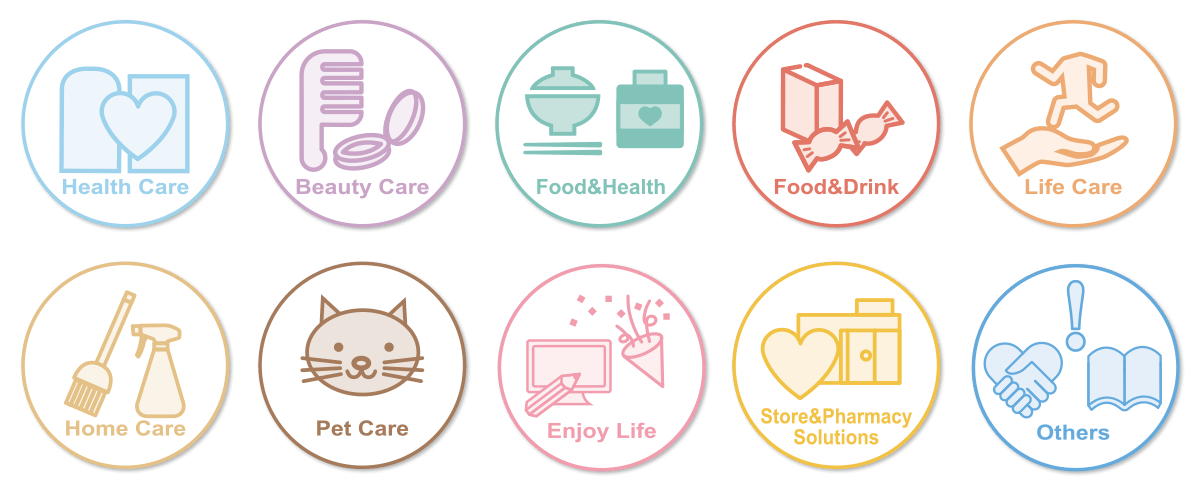 Health Care
Beauty Care
Food&Health
Food&Drink
Life Care
Home Care
Pet Care
Enjoy Life
Store&Pharmacy
Solutions
Others